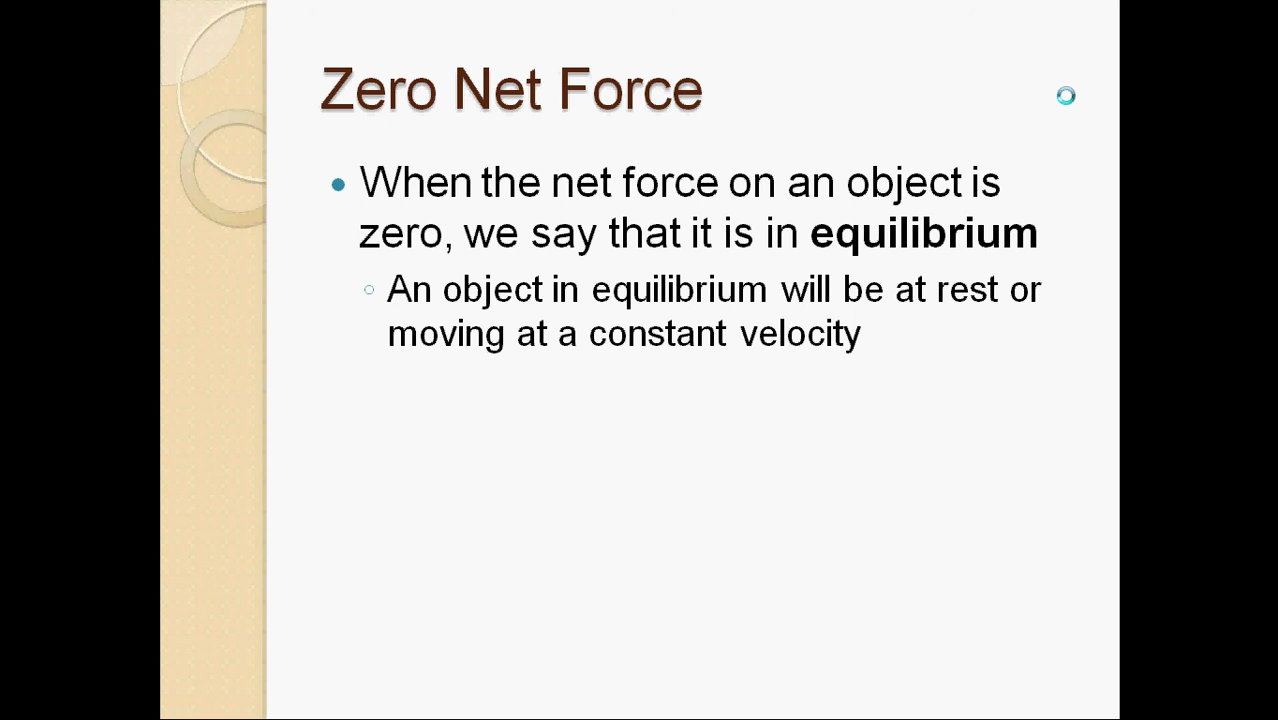 Zero Net Force
When the net force on an object is
zero, we say that it is in equilibrium
An object in equilibrium will be at rest or
moving at a constant velocity